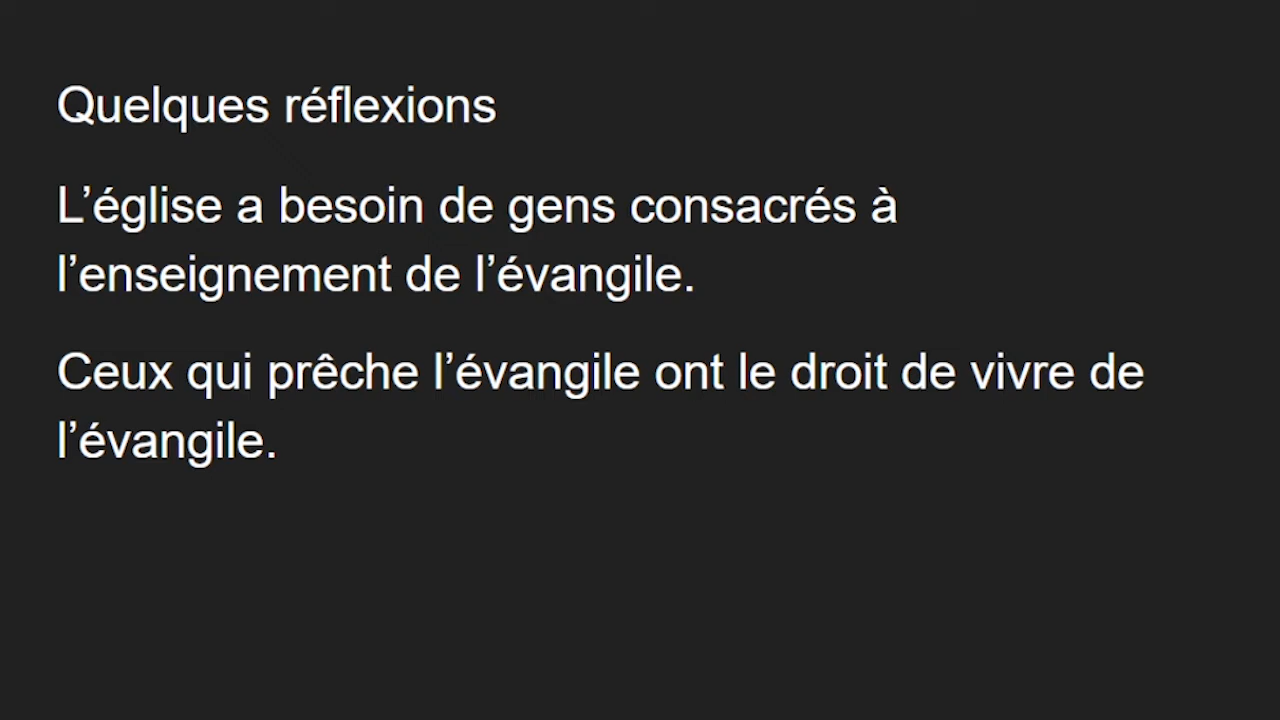 Quelques réflexions
L’église a besoin de gens consacrés à
l’enseignement de l’évangile.
Ceux qui prêche l’évangile ont le droit de vivre de
l’évangile.